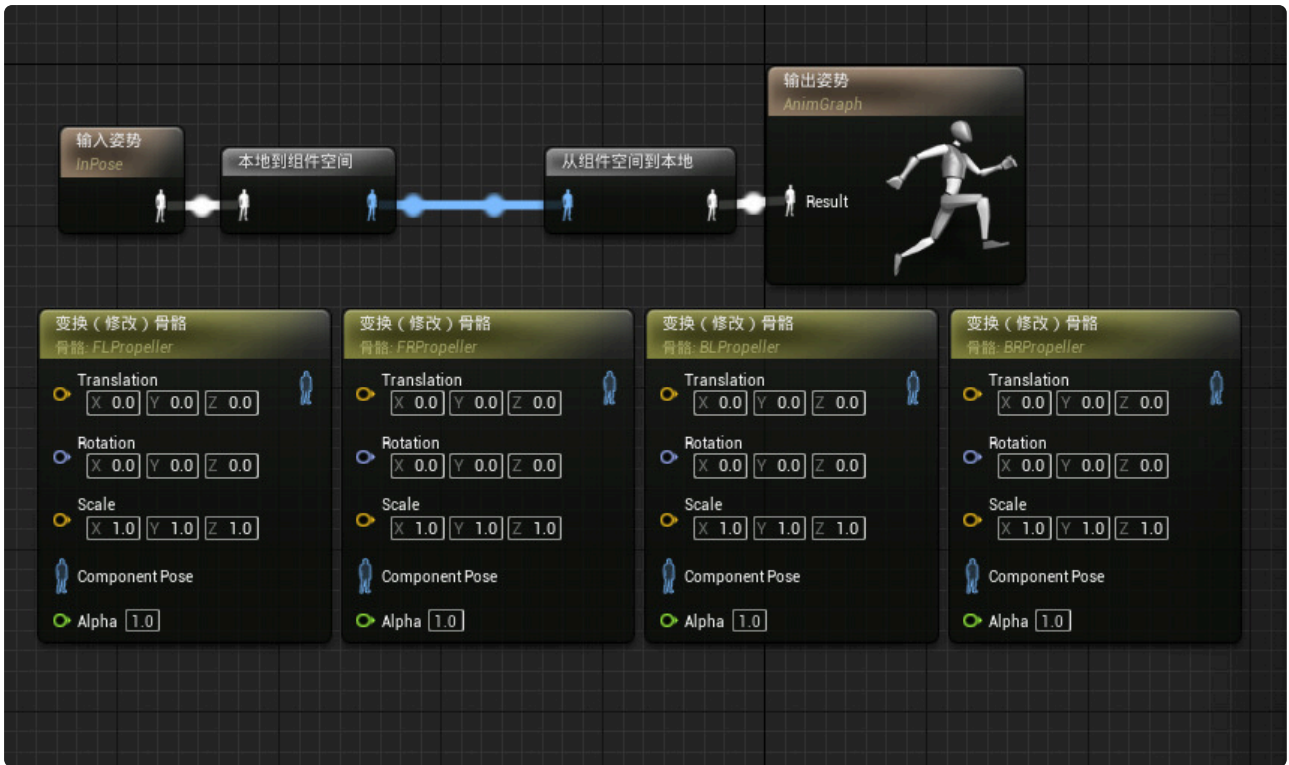 输出姿势
AnimGraph
输入姿势
InPose
本地到组件空间
从组件空间到本地
Result
变换（修改）骨骼
骨骼: FLPropeller
Translation
X 0.0 Y 0.0 Z 0.0
Rotation
X 0.0 Y 0.0 Z 0.0
Scale
X 1.0 Y 1.0 Z 1.0
Component Pose
Alpha 1.0
变换（修改）骨骼
骨骼: FRPropeller
Translation
X 0.0 Y 0.0 Z 0.0
Rotation
X 0.0 Y 0.0 Z 0.0
Scale
X 1.0 Y 1.0 Z 1.0
Component Pose
Alpha 1.0
变换（修改）骨骼
骨骼: BLPropeller
Translation
X 0.0 Y 0.0 Z 0.0
Rotation
X 0.0 Y 0.0 Z 0.0
Scale
X 1.0 Y 1.0 Z 1.0
Component Pose
Alpha 1.0
变换（修改）骨骼
骨骼: BRPropeller
Translation
X 0.0 Y 0.0 Z 0.0
Rotation
X 0.0 Y 0.0 Z 0.0
Scale
X 1.0 Y 1.0 Z 1.0
Component Pose
Alpha 1.0